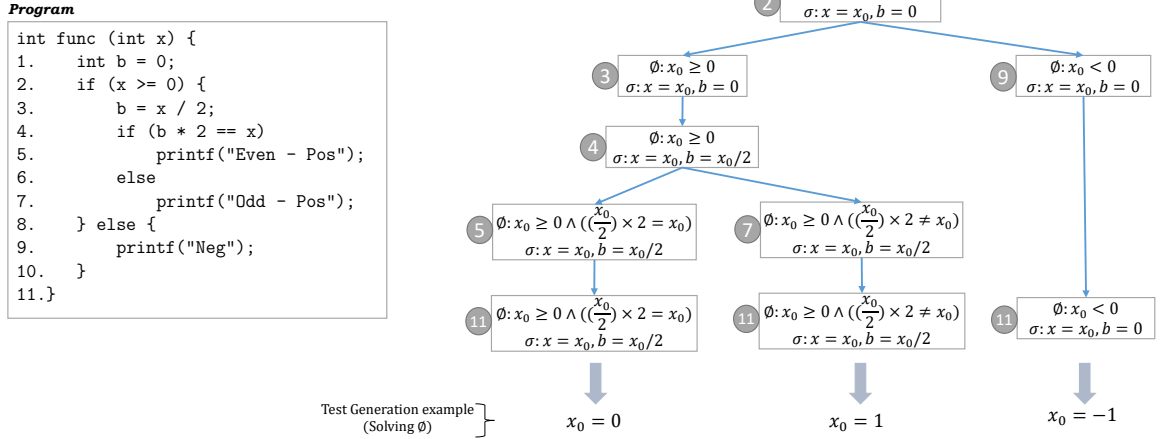 Program
int func (int x) {
1. int b = 0;
2. if (x >= 0) {
3. b = x / 2;
4. if (b * 2 == x)
5. printf("Even - Pos");
6. else
7. printf("Odd - Pos");
8. } else {
9. printf("Neg");
10. }
11.}
2
σ: x = x₀, b = 0
3
∅: x₀ ≥ 0
σ: x = x₀, b = 0
9
∅: x₀ < 0
σ: x = x₀, b = 0
4
∅: x₀ ≥ 0
σ: x = x₀, b = x₀/2
5
∅: x₀ ≥ 0 ∧ ((x₀/2) × 2 = x₀)
σ: x = x₀, b = x₀/2
7
∅: x₀ ≥ 0 ∧ ((x₀/2) × 2 ≠ x₀)
σ: x = x₀, b = x₀/2
11
∅: x₀ ≥ 0 ∧ ((x₀/2) × 2 = x₀)
σ: x = x₀, b = x₀/2
11
∅: x₀ ≥ 0 ∧ ((x₀/2) × 2 ≠ x₀)
σ: x = x₀, b = x₀/2
11
∅: x₀ < 0
σ: x = x₀, b = 0
Test Generation example
(Solving ∅)
x₀ = 0
x₀ = 1
x₀ = −1